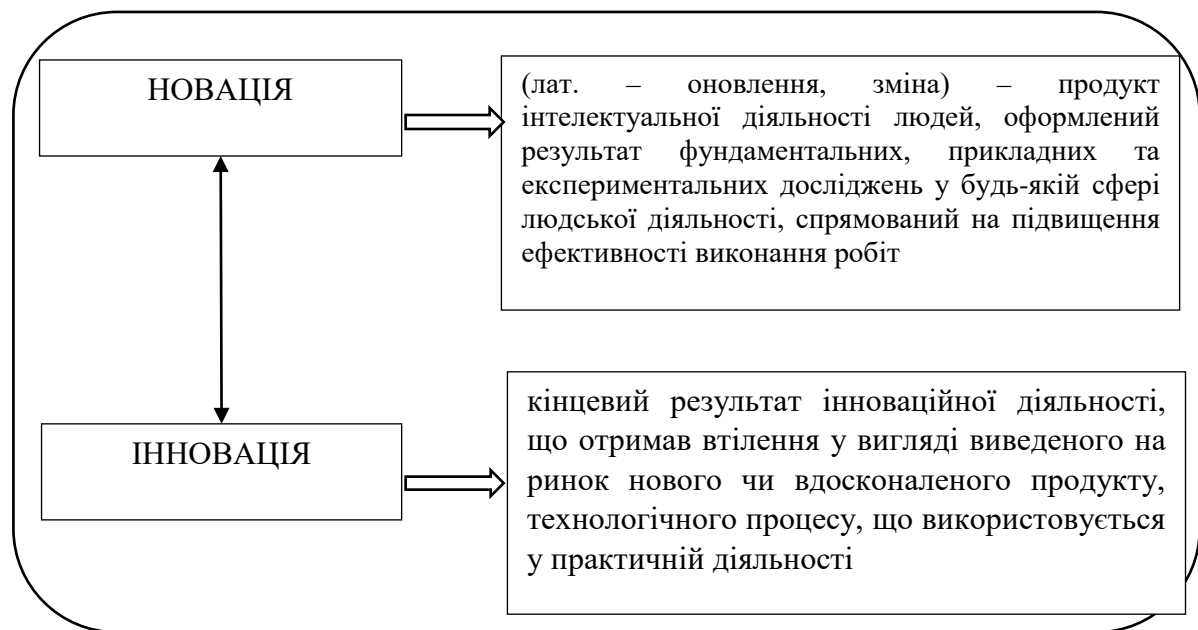 НОВАЦІЯ
(лат. – оновлення, зміна) – продукт
інтелектуальної діяльності людей, оформлений
результат фундаментальних, прикладних та
експериментальних досліджень у будь-якій сфері
людської діяльності, спрямований на підвищення
ефективності виконання робіт
ІННОВАЦІЯ
кінцевий результат інноваційної діяльності,
що отримав втілення у вигляді виведеного на
ринок нового чи вдосконаленого продукту,
технологічного процесу, що використовується
у практичній діяльності